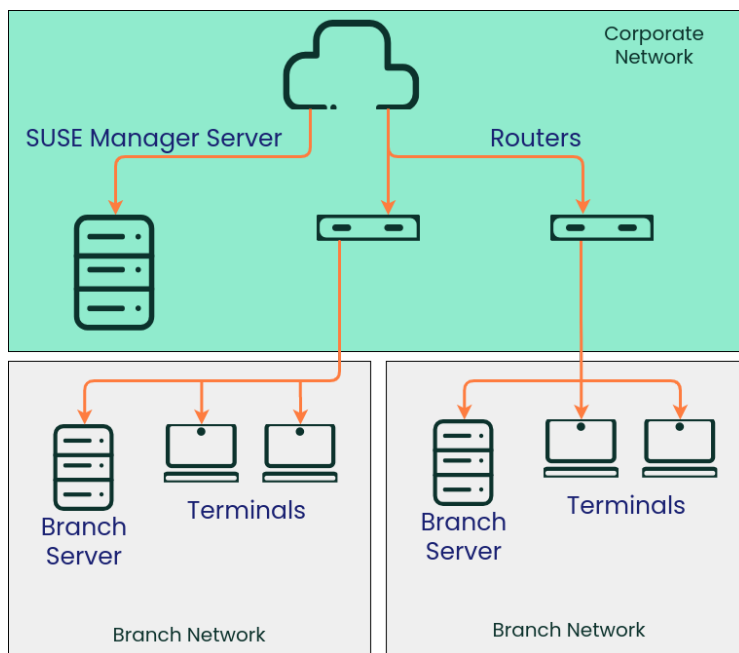 Corporate
Network
SUSE Manager Server
Routers
Branch
Server
Terminals
Branch Network
Branch
Server
Terminals
Branch Network